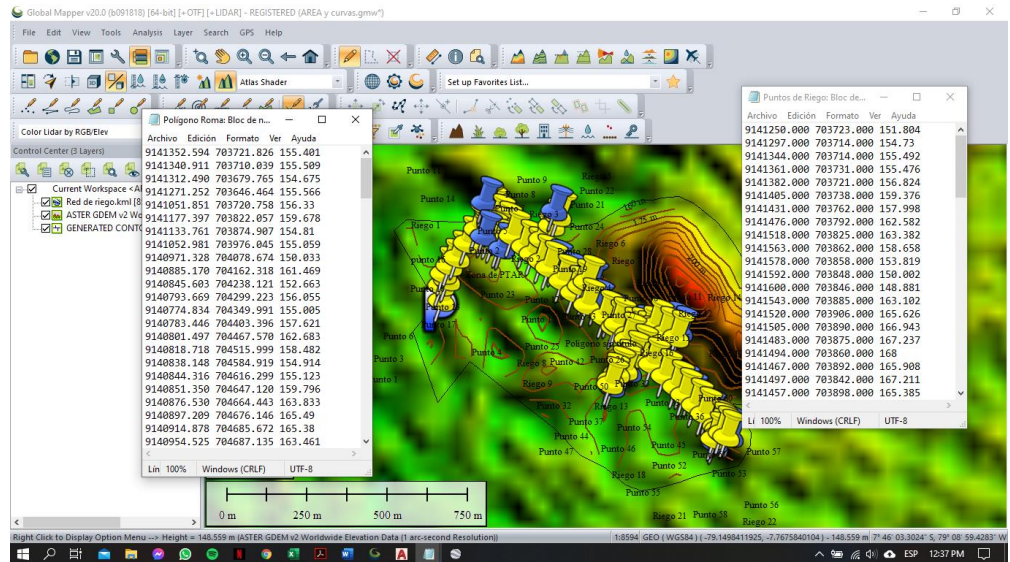 Global Mapper v20.0 (b091818) [64-bit] [+OTF] [+LIDAR] - REGISTERED (AREA y curvas.gmw*)
File Edit View Tools Analysis Layer Search GPS Help
Atlas Shader
Set up Favorites List...
Color Lidar by RGB/Elev
Control Center (3 Layers)
Current Workspace
Red de riego.kml [8
ASTER GDEM v2 Wo
GENERATED CONTO
Polígono Roma: Bloc de n...
Archivo Edición Formato Ver Ayuda
9141352.594 703721.826 155.401
9141340.911 703710.039 155.509
9141312.490 703679.765 154.675
9141271.252 703646.464 155.566
9141051.851 703720.758 156.33
9141177.397 703822.057 159.678
9141133.761 703874.907 154.81
9141052.981 703976.045 155.059
9140971.328 704078.674 150.033
9140885.170 704162.318 161.469
9140845.603 704238.121 152.663
9140793.669 704299.223 156.055
9140774.834 704349.991 155.005
9140783.446 704403.396 157.621
9140801.497 704467.570 162.683
9140818.718 704515.999 158.482
9140838.148 704584.919 154.914
9140844.316 704616.299 155.123
9140851.350 704647.120 159.796
9140876.530 704664.443 163.833
9140897.209 704676.146 165.49
9140914.878 704685.672 165.38
9140954.525 704687.135 163.461
Lín 100% Windows (CRLF) UTF-8
Puntos de Riego: Bloc de...
Archivo Edición Formato Ver Ayuda
9141250.000 703723.000 151.804
9141297.000 703714.000 154.73
9141344.000 703714.000 155.492
9141361.000 703731.000 155.476
9141382.000 703721.000 156.824
9141405.000 703738.000 159.376
9141431.000 703762.000 157.998
9141476.000 703792.000 162.582
9141518.000 703825.000 163.382
9141563.000 703862.000 158.658
9141578.000 703858.000 153.819
9141592.000 703848.000 150.002
9141600.000 703846.000 148.881
9141543.000 703885.000 163.102
9141520.000 703906.000 165.626
9141505.000 703890.000 166.943
9141483.000 703875.000 167.237
9141494.000 703860.000 168
9141467.000 703892.000 165.908
9141497.000 703842.000 167.211
9141457.000 703898.000 165.385
Lí 100% Windows (CRLF) UTF-8
Punto 9
Punto 14
Punto 8
Punto 22
Punto 21
Riego 1
Riego 3
Punto 24
Riego 6
Punto 23
Punto 25
Punto 4
Punto 3
Riego 8 Punto 42
Riego 9
Punto 50
Punto 32
Riego 13
Punto 37
Punto 54
Punto 44
Punto 47
Punto 46
Punto 45
Punto 57
Punto 52
Punto 53
Riego 18
Punto 55
Punto 56
Riego 21 Punto 58
Riego 22
0 m 250 m 500 m 750 m
Right Click to Display Option Menu --> Height = 148.559 m (ASTER GDEM v2 Worldwide Elevation Data (1 arc-second Resolution))
1:8594 GEO (WGS84) ( -79.1498411925, -7.7675840104 ) - 148.559 m 7° 46' 03.3024" S, 79° 08' 59.4283" W
ESP 12:37 PM